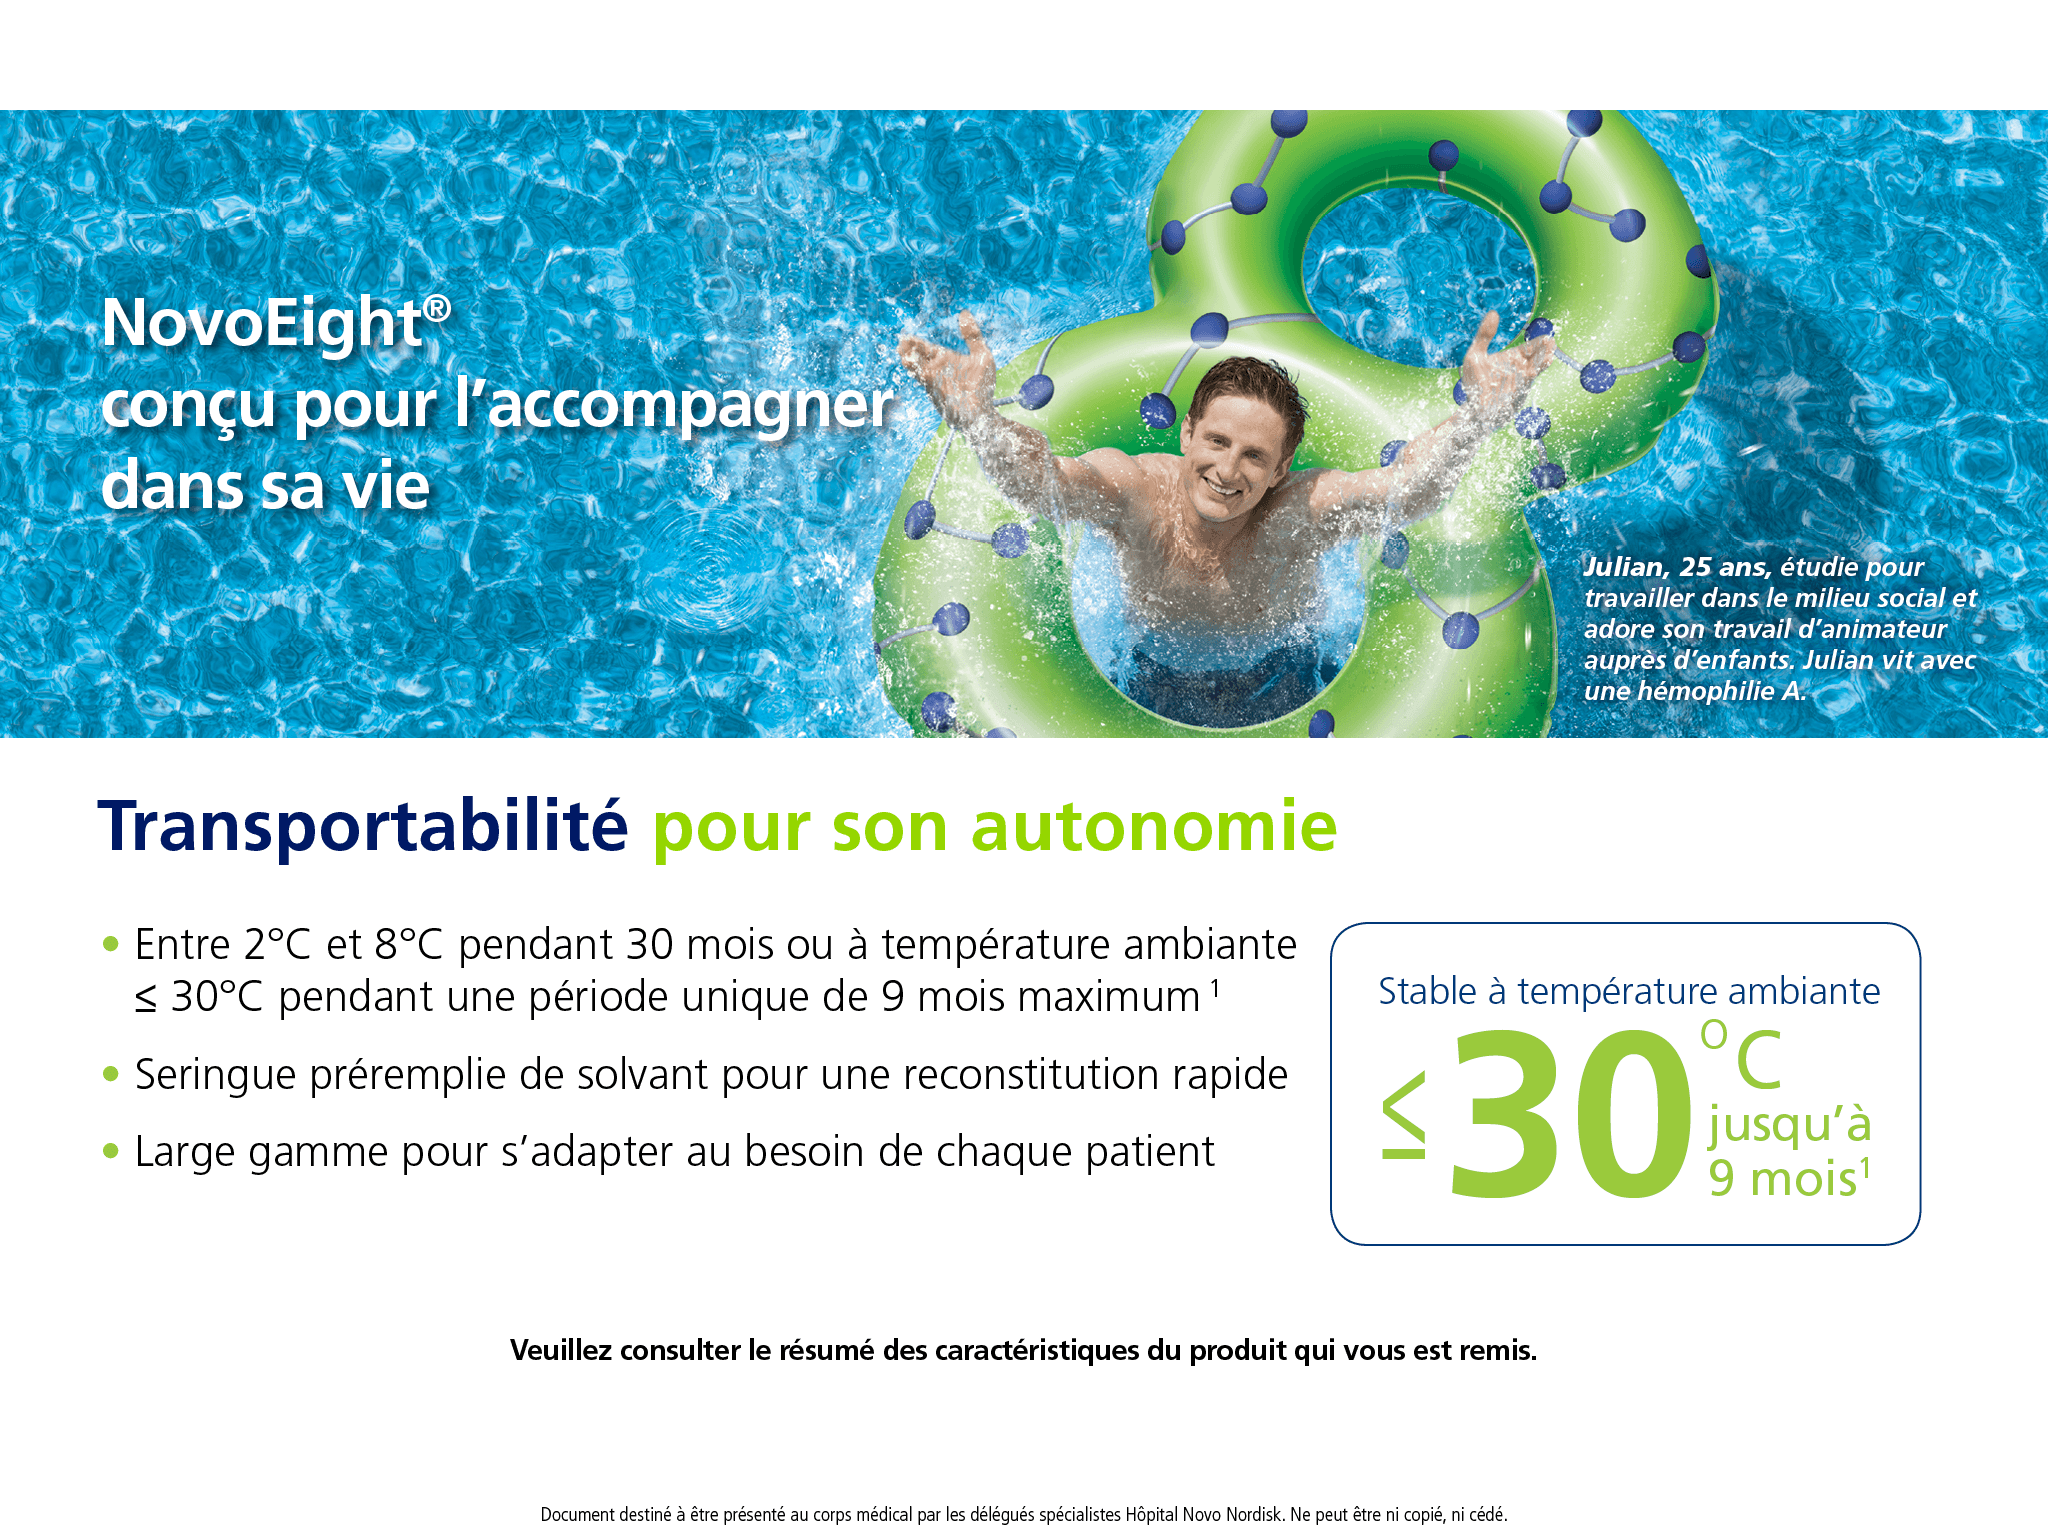 NovoEight®
conçu pour l’accompagner
dans sa vie
Julian, 25 ans, étudie pour
travailler dans le milieu social et
adore son travail d’animateur
auprès d’enfants. Julian vit avec
une hémophilie A.
Transportabilité pour son autonomie
• Entre 2°C et 8°C pendant 30 mois ou à température ambiante
≤ 30°C pendant une période unique de 9 mois maximum 1
• Seringue préremplie de solvant pour une reconstitution rapide
• Large gamme pour s’adapter au besoin de chaque patient
Stable à température ambiante
≤ 30 °C
jusqu’à
9 mois1
Veuillez consulter le résumé des caractéristiques du produit qui vous est remis.
Document destiné à être présenté au corps médical par les délégués spécialistes Hôpital Novo Nordisk. Ne peut être ni copié, ni cédé.